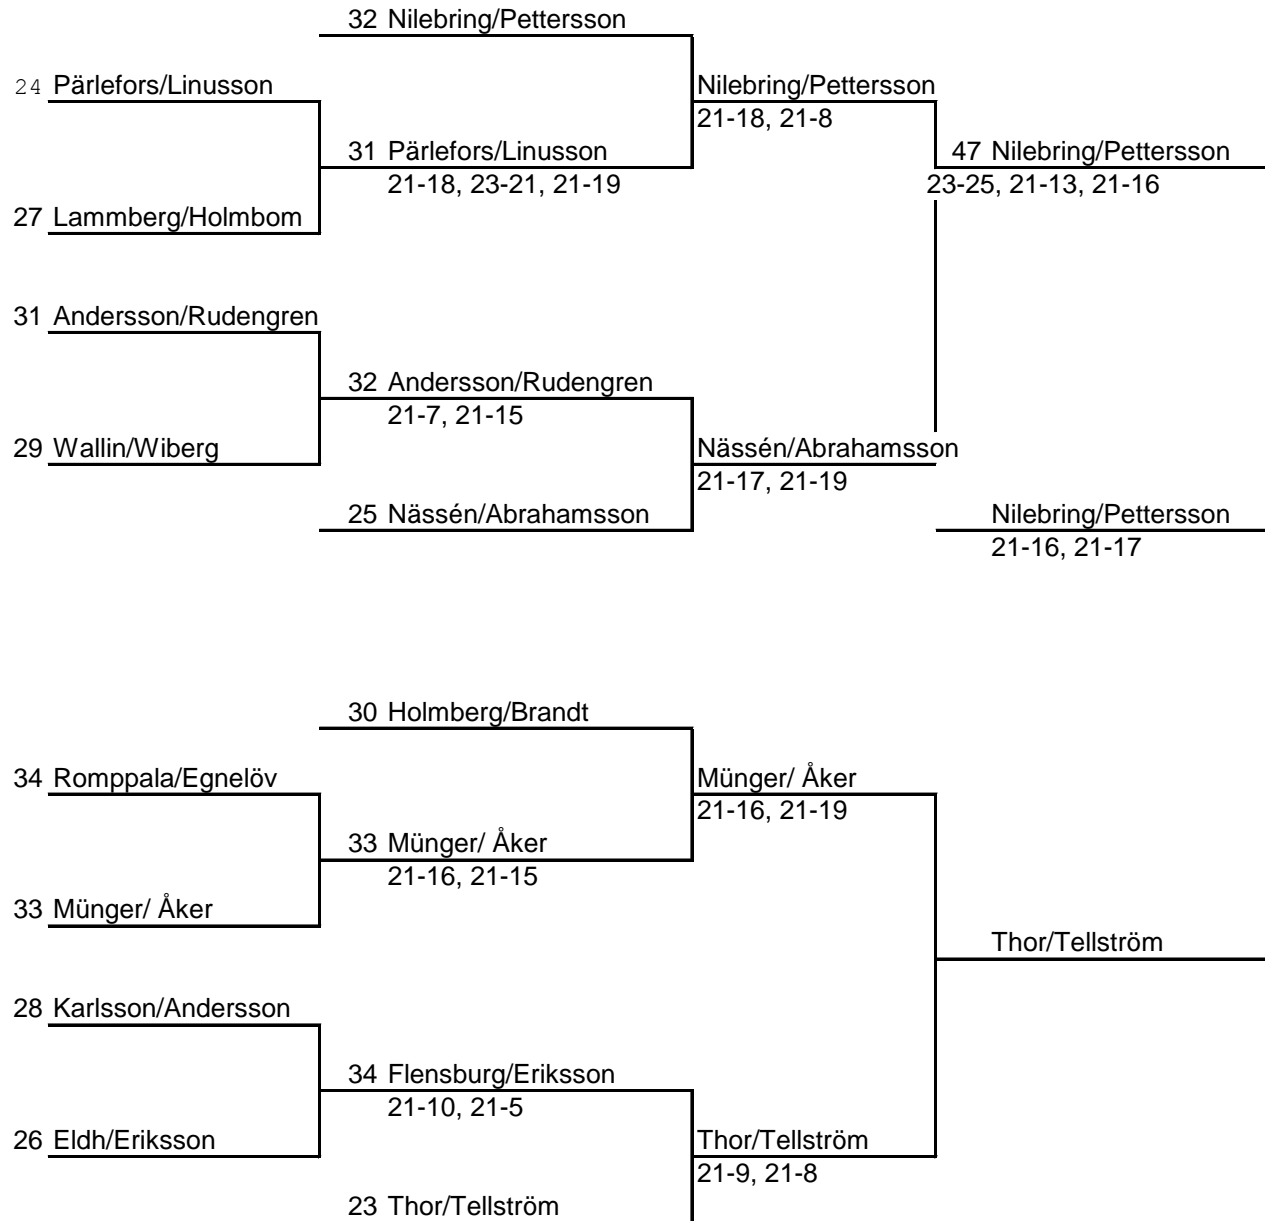 32 Nilebring/Pettersson
24 Pärlefors/Linusson
Nilebring/Pettersson
21-18, 21-8
31 Pärlefors/Linusson
47 Nilebring/Pettersson
21-18, 23-21, 21-19
23-25, 21-13, 21-16
27 Lammberg/Holmbom
31 Andersson/Rudengren
32 Andersson/Rudengren
21-7, 21-15
29 Wallin/Wiberg
Nässén/Abrahamsson
21-17, 21-19
25 Nässén/Abrahamsson
Nilebring/Pettersson
21-16, 21-17
30 Holmberg/Brandt
34 Romppala/Egnelöv
Münger/ Åker
21-16, 21-19
33 Münger/ Åker
21-16, 21-15
33 Münger/ Åker
Thor/Tellström
28 Karlsson/Andersson
34 Flensburg/Eriksson
21-10, 21-5
26 Eldh/Eriksson
Thor/Tellström
21-9, 21-8
23 Thor/Tellström